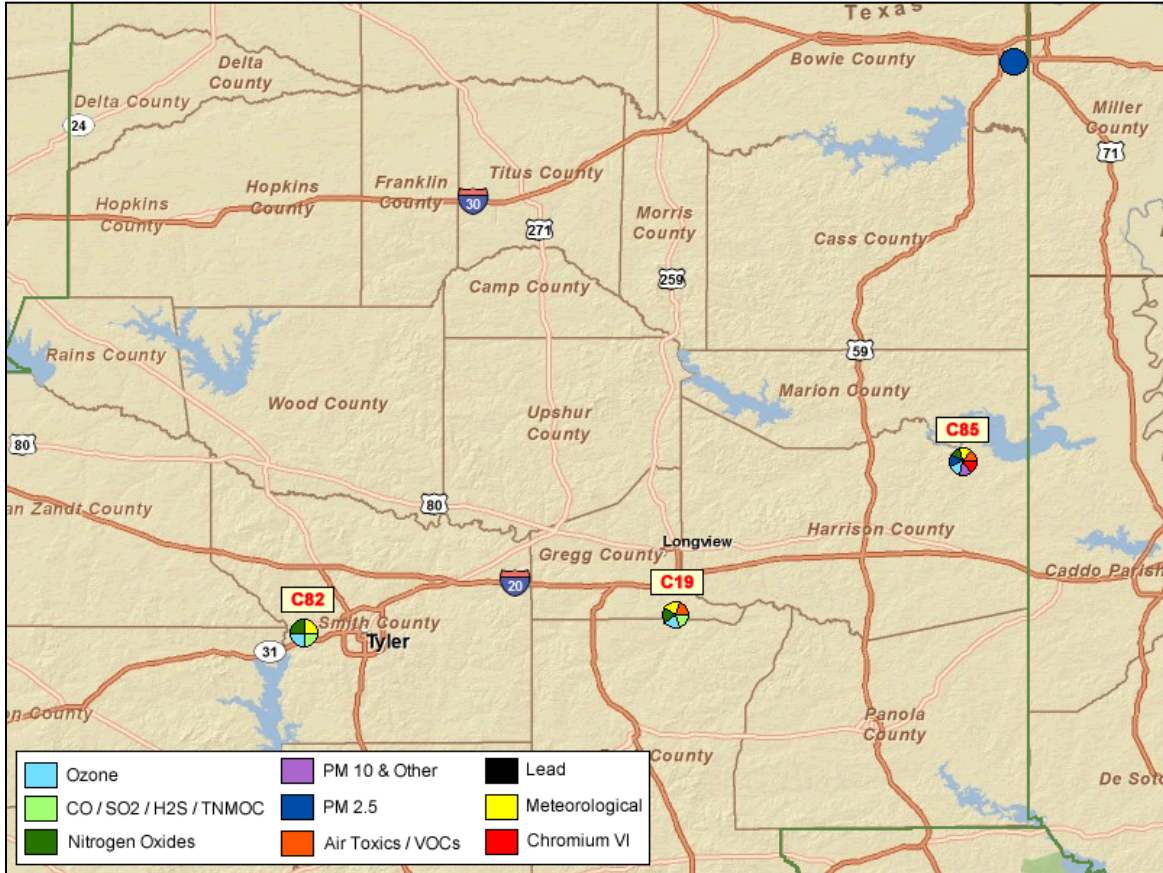 Texas
Delta
County
Bowie County
Delta County
Miller
County
24
71
Hopkins
County
Franklin
County
Titus County
Hopkins
County
30
Morris
County
271
Cass County
259
Camp County
Rains County
59
Marion County
Wood County
Upshur
County
C85
80
80
an Zandt County
Harrison County
Longview
Gregg County
Caddo Parish
20
C19
C82
Smith County
Tyler
31
on County
Panola
County
County
De Soto
Ozone
CO / SO2 / H2S / TNMOC
Nitrogen Oxides
PM 10 & Other
PM 2.5
Air Toxics / VOCs
Lead
Meteorological
Chromium VI